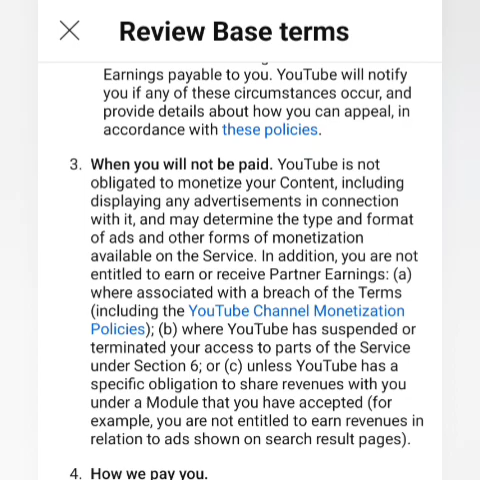 Review Base terms
Earnings payable to you. YouTube will notify
you if any of these circumstances occur, and
provide details about how you can appeal, in
accordance with these policies.
3. When you will not be paid. YouTube is not
obligated to monetize your Content, including
displaying any advertisements in connection
with it, and may determine the type and format
of ads and other forms of monetization
available on the Service. In addition, you are not
entitled to earn or receive Partner Earnings: (a)
where associated with a breach of the Terms
(including the YouTube Channel Monetization
Policies); (b) where YouTube has suspended or
terminated your access to parts of the Service
under Section 6; or (c) unless YouTube has a
specific obligation to share revenues with you
under a Module that you have accepted (for
example, you are not entitled to earn revenues in
relation to ads shown on search result pages).
4. How we pay you.